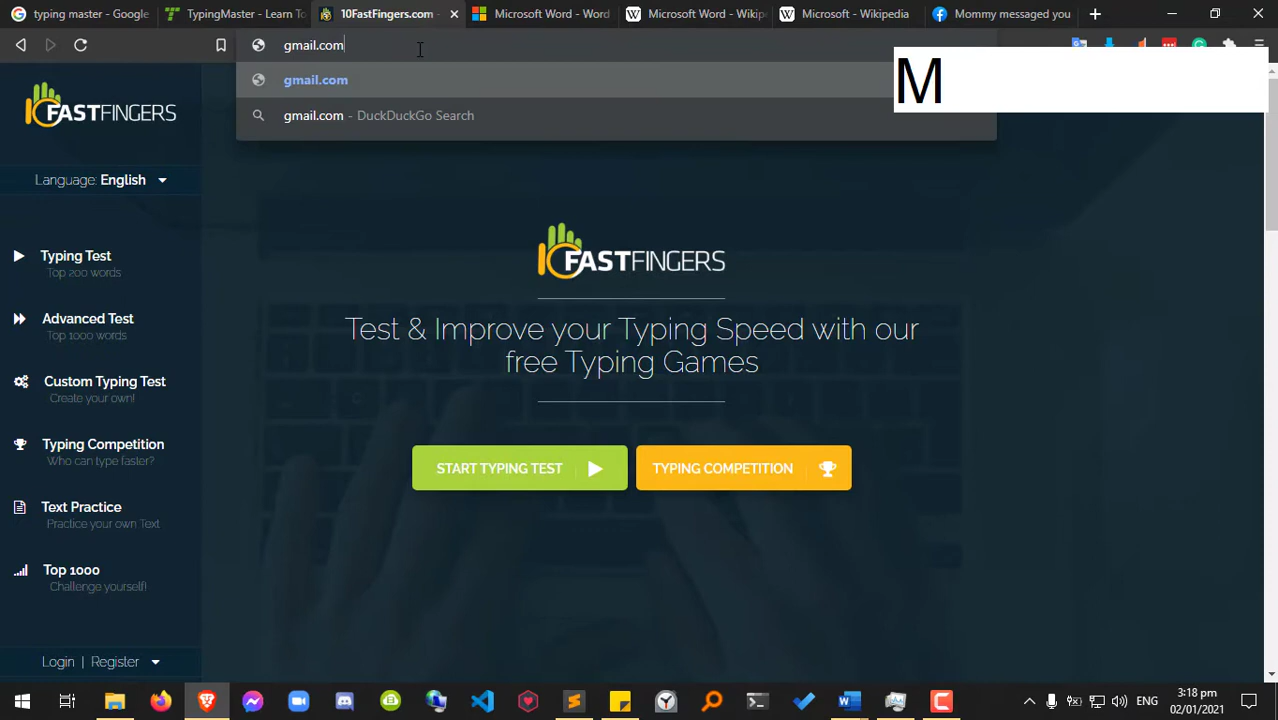 typing master - Google
TypingMaster - Learn To
10FastFingers.com -
Microsoft Word - Word
Microsoft Word - Wikip
Microsoft - Wikipedia
Mommy messaged you
gmail.com
gmail.com
gmail.com - DuckDuckGo Search
M
10FASTFINGERS
Language: English
Typing Test
Top 200 words
Advanced Test
Top 1000 words
Custom Typing Test
Create your own!
Typing Competition
Who can type faster?
Text Practice
Practice your own Text
Top 1000
Challenge yourself!
Login | Register
10FASTFINGERS
Test & Improve your Typing Speed with our
free Typing Games
START TYPING TEST
TYPING COMPETITION
ENG
3:18 pm
02/01/2021